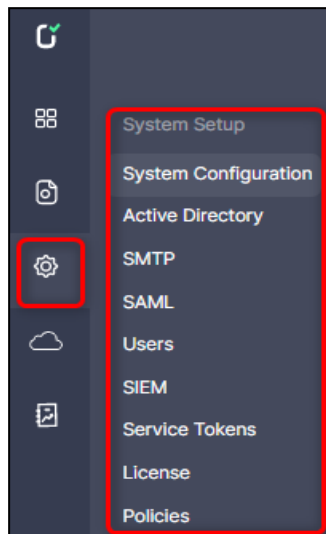 System Setup
System Configuration
Active Directory
SMTP
SAML
Users
SIEM
Service Tokens
License
Policies